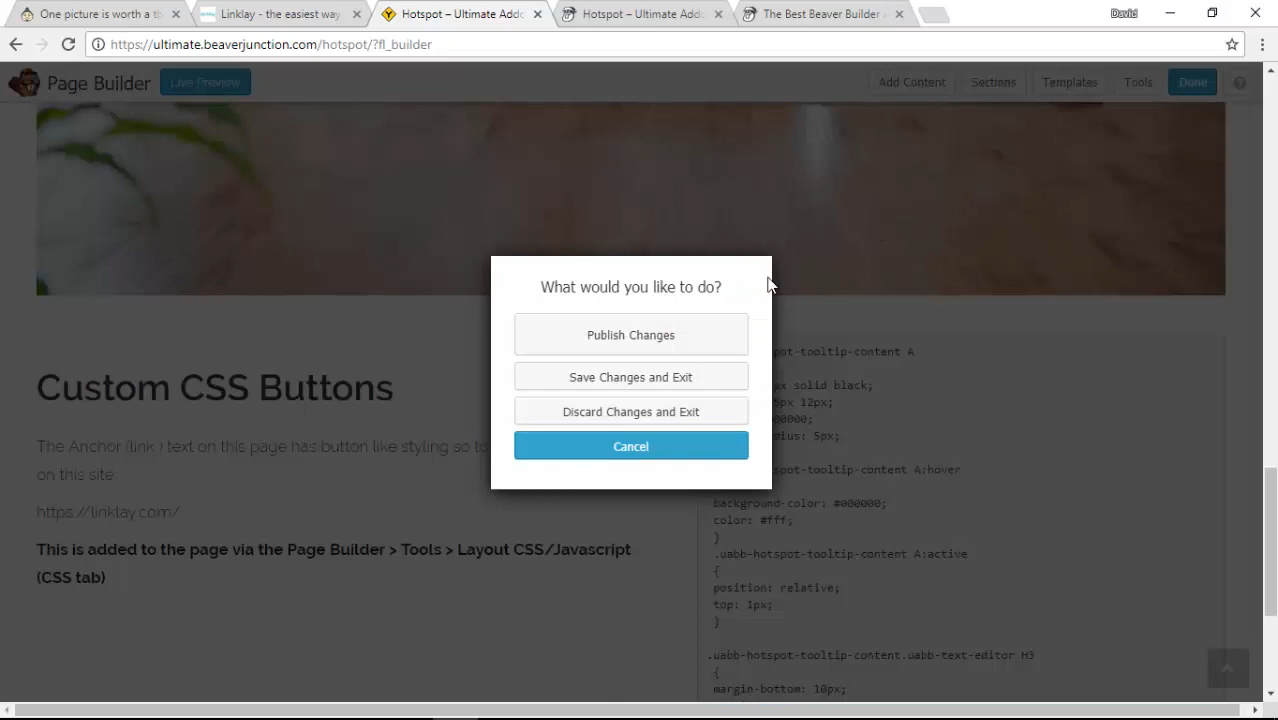 One picture is worth a th
Linklay - the easiest way
Hotspot – Ultimate Addo
Hotspot – Ultimate Addo
The Best Beaver Builder
David
https://ultimate.beaverjunction.com/hotspot/?fl_builder
Page Builder
Live Preview
Add Content
Sections
Templates
Tools
Done
What would you like to do?
Publish Changes
Save Changes and Exit
Discard Changes and Exit
Cancel
Custom CSS Buttons
The Anchor (link ) text on this page has button like styling so to
on this site:
https://linklay.com/
This is added to the page via the Page Builder > Tools > Layout CSS/Javascript
(CSS tab)
pot-tooltip-content A
px solid black;
5px 12px;
000000;
dius: 5px;
pot-tooltip-content A:hover
background-color: #000000;
color: #fff;
}
.uabb-hotspot-tooltip-content A:active
{
position: relative;
top: 1px;
}
.uabb-hotspot-tooltip-content.uabb-text-editor H3
{
margin-bottom: 10px;